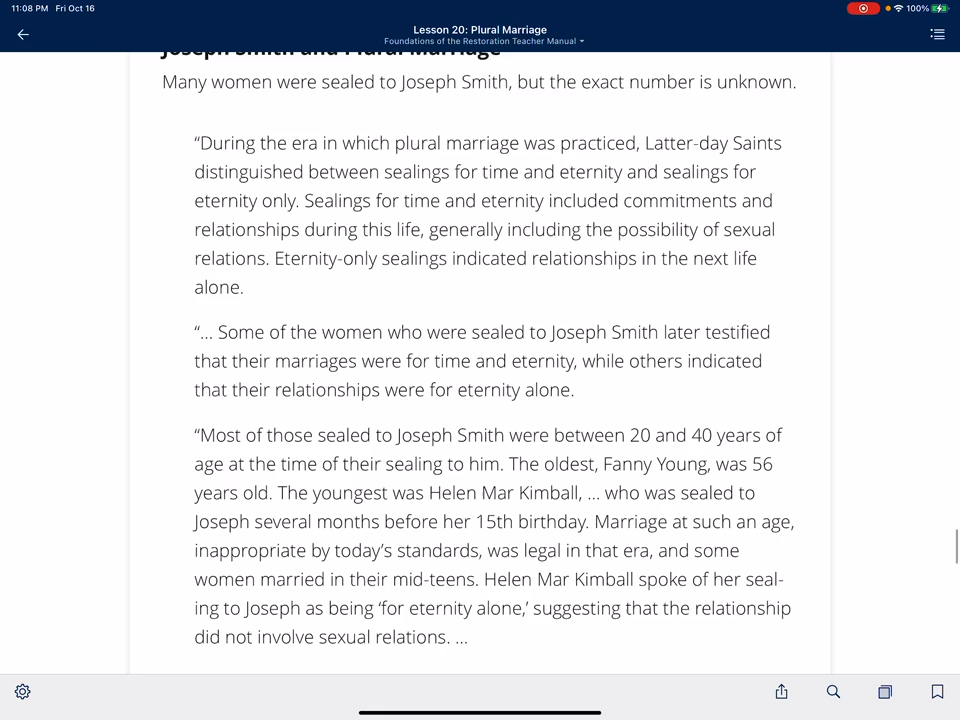 11:08 PM Fri Oct 16
100%
Lesson 20: Plural Marriage
Foundations of the Restoration Teacher Manual
Joseph Smith and Plural Marriage
Many women were sealed to Joseph Smith, but the exact number is unknown.
“During the era in which plural marriage was practiced, Latter-day Saints
distinguished between sealings for time and eternity and sealings for
eternity only. Sealings for time and eternity included commitments and
relationships during this life, generally including the possibility of sexual
relations. Eternity-only sealings indicated relationships in the next life
alone.
“… Some of the women who were sealed to Joseph Smith later testified
that their marriages were for time and eternity, while others indicated
that their relationships were for eternity alone.
“Most of those sealed to Joseph Smith were between 20 and 40 years of
age at the time of their sealing to him. The oldest, Fanny Young, was 56
years old. The youngest was Helen Mar Kimball, … who was sealed to
Joseph several months before her 15th birthday. Marriage at such an age,
inappropriate by today’s standards, was legal in that era, and some
women married in their mid-teens. Helen Mar Kimball spoke of her seal-
ing to Joseph as being ‘for eternity alone,’ suggesting that the relationship
did not involve sexual relations. …